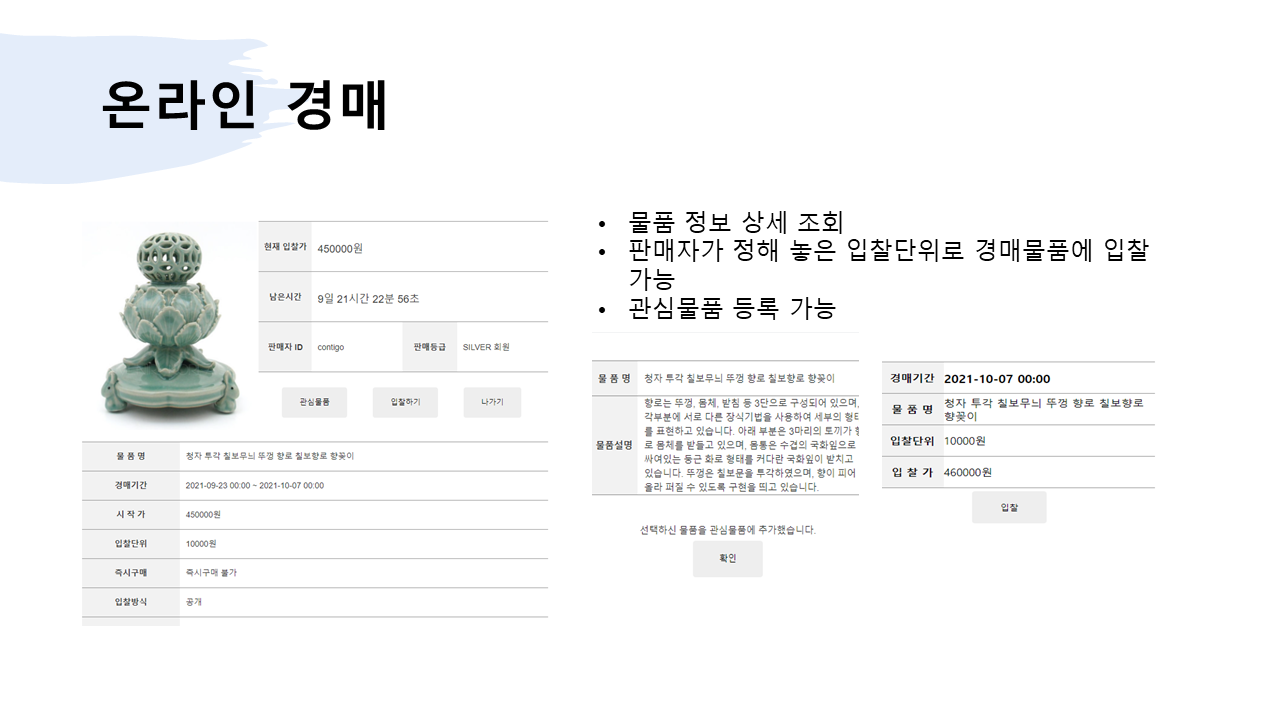 온라인 경매
현재 입찰가 450000원
남은시간 9일 21시간 22분 56초
판매자 ID contigo 판매등급 SILVER 회원
관심물품 입찰하기 나가기
물 품 명 청자 투각 칠보무늬 뚜껑 향로 칠보향로 향꽂이
경매기간 2021-09-23 00:00 ~ 2021-10-07 00:00
시 작 가 450000원
입찰단위 10000원
즉시구매 즉시구매 불가
입찰방식 공개
• 물품 정보 상세 조회
• 판매자가 정해 놓은 입찰단위로 경매물품에 입찰
가능
• 관심물품 등록 가능
물 품 명 청자 투각 칠보무늬 뚜껑 향로 칠보향로 향꽂이
물품설명
향로는 뚜껑, 몸체, 받침 등 3단으로 구성되어 있으며,
각부분에 서로 다른 장식기법을 사용하여 세부의 형태
를 표현하고 있습니다. 아래 부분은 3마리의 토끼가
로 몸체를 받들고 있으며, 몸통은 수겹의 국화잎으로
싸여있는 둥근 화로 형태를 커다란 국화잎이 받치고
있습니다. 뚜껑은 칠보문을 투각하였으며, 향이 피어
올라 퍼질 수 있도록 구현을 띄고 있습니다.
선택하신 물품을 관심물품에 추가했습니다.
확인
경매기간 2021-10-07 00:00
물 품 명 청자 투각 칠보무늬 뚜껑 향로 칠보향로
향꽂이
입찰단위 10000원
입 찰 가 460000원
입찰